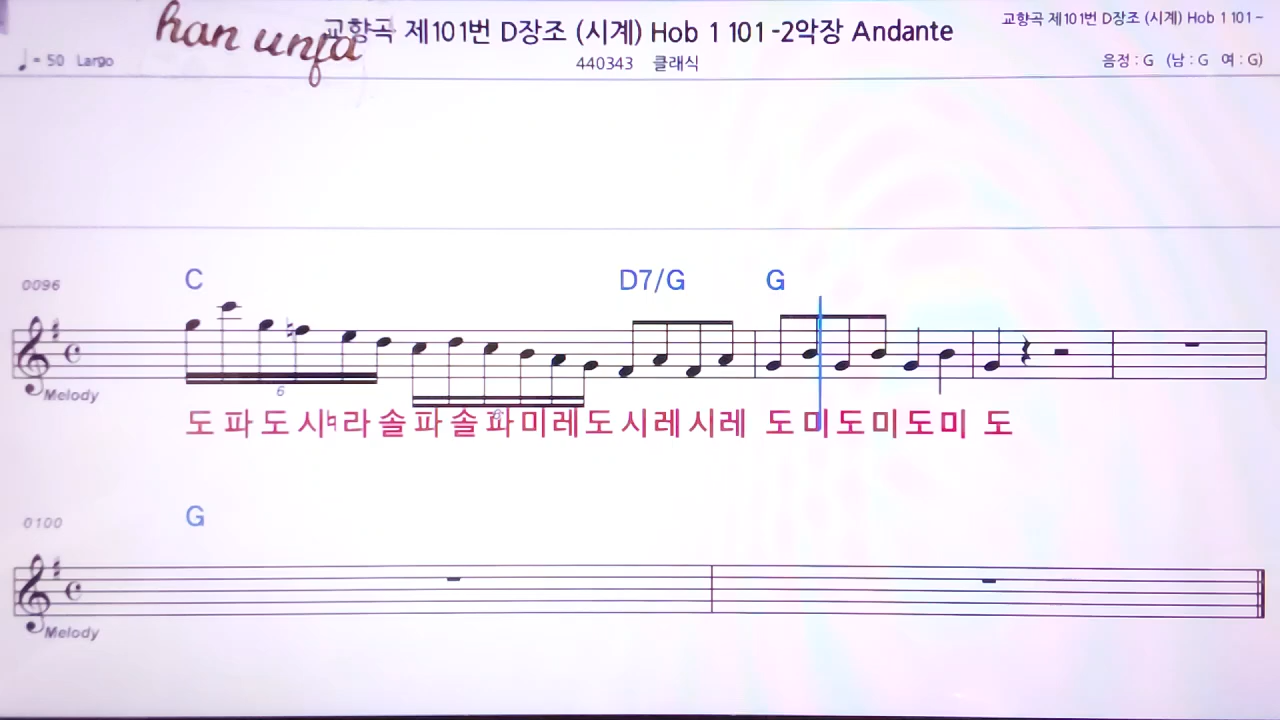 han unfa
교향곡 제101번 D장조 (시계) Hob 1 101 -2악장 Andante
교향곡 제101번 D장조 (시계) Hob 1 101 –
♩ = 50 Largo
440343 클래식
음정 : G (남 : G 여 : G)
0096
C D7/G G
6
Melody
6
도 파 도 시♮ 라 솔 파 솔 파 미 레 도 시 레 시 레 도 미 도 미 도 미 도
0100
G
Melody